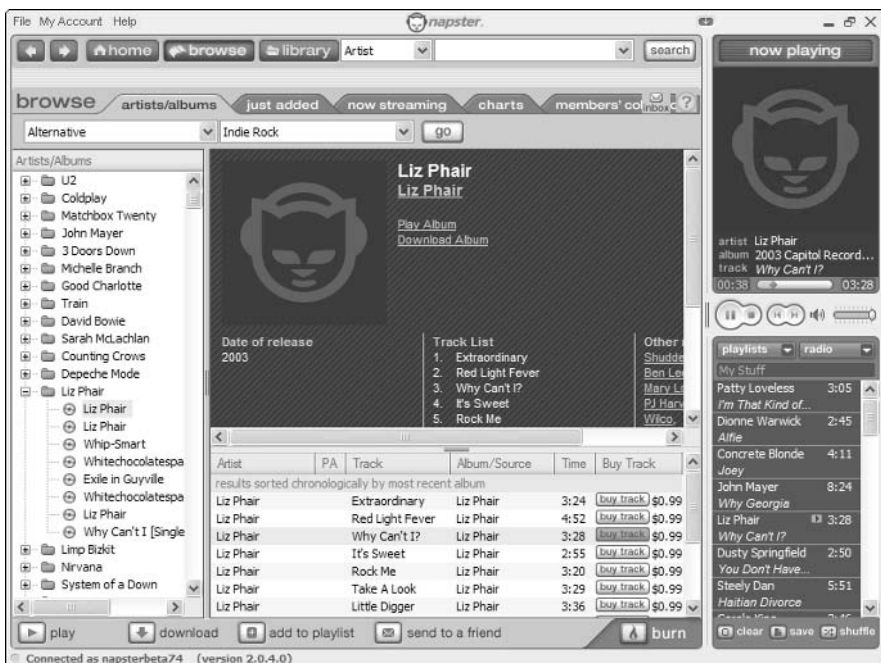 File My Account Help
napster.
home browse library Artist search
browse artists/albums just added now streaming charts members' col inbox ?
Alternative Indie Rock go
Artists/Albums
U2
Coldplay
Matchbox Twenty
John Mayer
3 Doors Down
Michelle Branch
Good Charlotte
Train
David Bowie
Sarah McLachlan
Counting Crows
Depeche Mode
Liz Phair
Liz Phair
Liz Phair
Whip-Smart
Whitechocolatespa
Exile in Guyville
Whitechocolatespa
Liz Phair
Why Can't I [Single
Limp Bizkit
Nirvana
System of a Down
Liz Phair
Liz Phair
Play Album
Download Album
Date of release
2003
Track List
1. Extraordinary
2. Red Light Fever
3. Why Can't I?
4. It's Sweet
5. Rock Me
Other
Shudde
Ben Lee
Mary L
PJ Harv
Wilco,
Artist PA Track Album/Source Time Buy Track
results sorted chronologically by most recent album
Liz Phair Extraordinary Liz Phair 3:24 buy track $0.99
Liz Phair Red Light Fever Liz Phair 4:52 buy track $0.99
Liz Phair Why Can't I? Liz Phair 3:28 buy track $0.99
Liz Phair It's Sweet Liz Phair 2:55 buy track $0.99
Liz Phair Rock Me Liz Phair 3:20 buy track $0.99
Liz Phair Take A Look Liz Phair 3:29 buy track $0.99
Liz Phair Little Digger Liz Phair 3:36 buy track $0.99
now playing
artist Liz Phair
album 2003 Capitol Record...
track Why Can't I?
00:38 03:28
playlists radio
My Stuff
Patty Loveless 3:05
I'm That Kind of...
Dionne Warwick 2:45
Alfie
Concrete Blonde 4:11
Joey
John Mayer 8:24
Why Georgia
Liz Phair 3:28
Why Can't I?
Dusty Springfield 2:50
You Don't Have...
Steely Dan 5:51
Haitian Divorce
clear save shuffle
play download add to playlist send to a friend burn
Connected as napsterbeta74 (version 2.0.4.0)